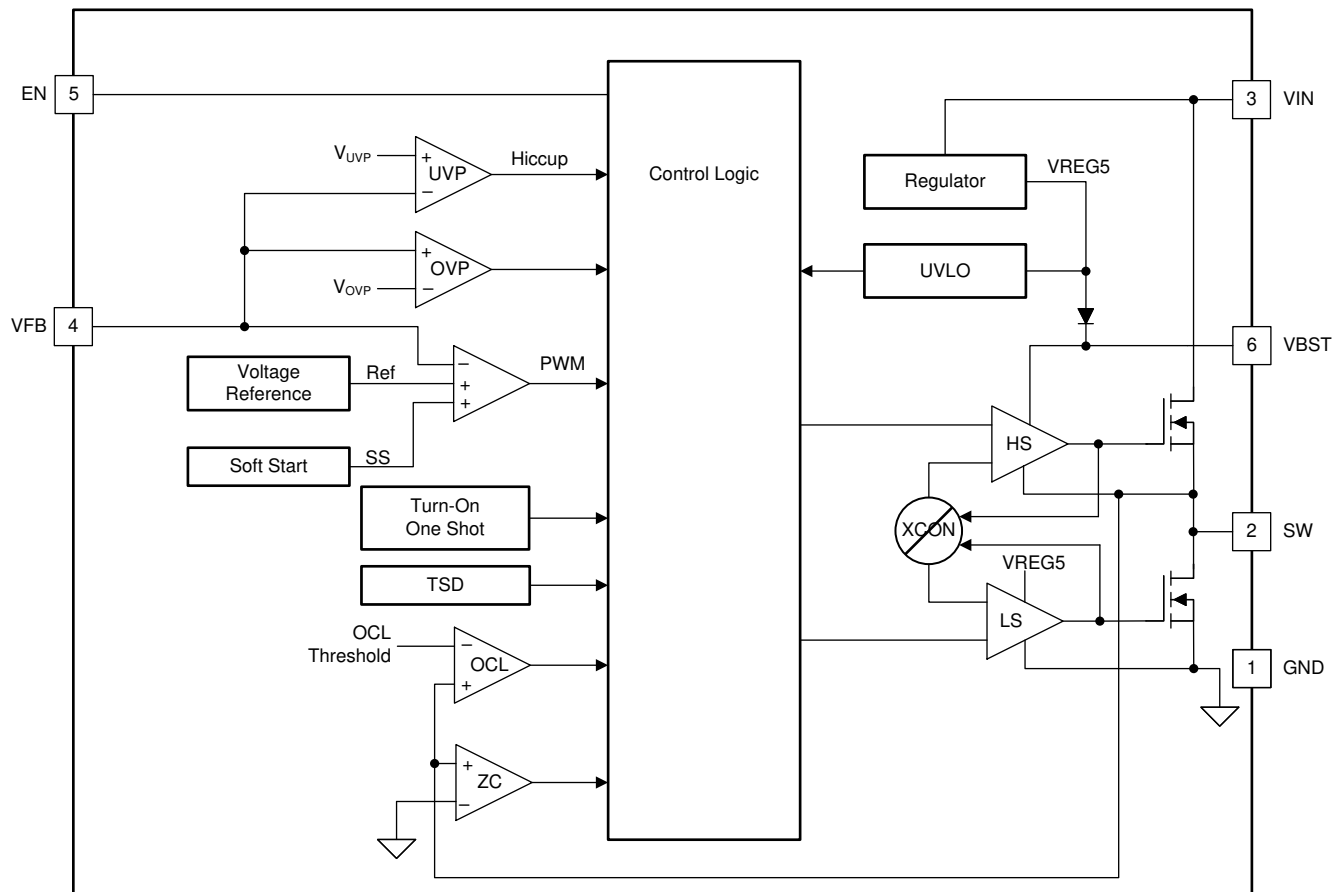 EN 5
3 VIN
VUVP + UVP − Hiccup
Control Logic
Regulator
VREG5
+ OVP −
VOVP
UVLO
VFB 4
6 VBST
Voltage
Reference
Ref
− + + PWM
Soft Start
SS
HS
Turn-On
One Shot
XCON
2 SW
TSD
VREG5
LS
OCL
Threshold
− OCL +
1 GND
+ ZC −